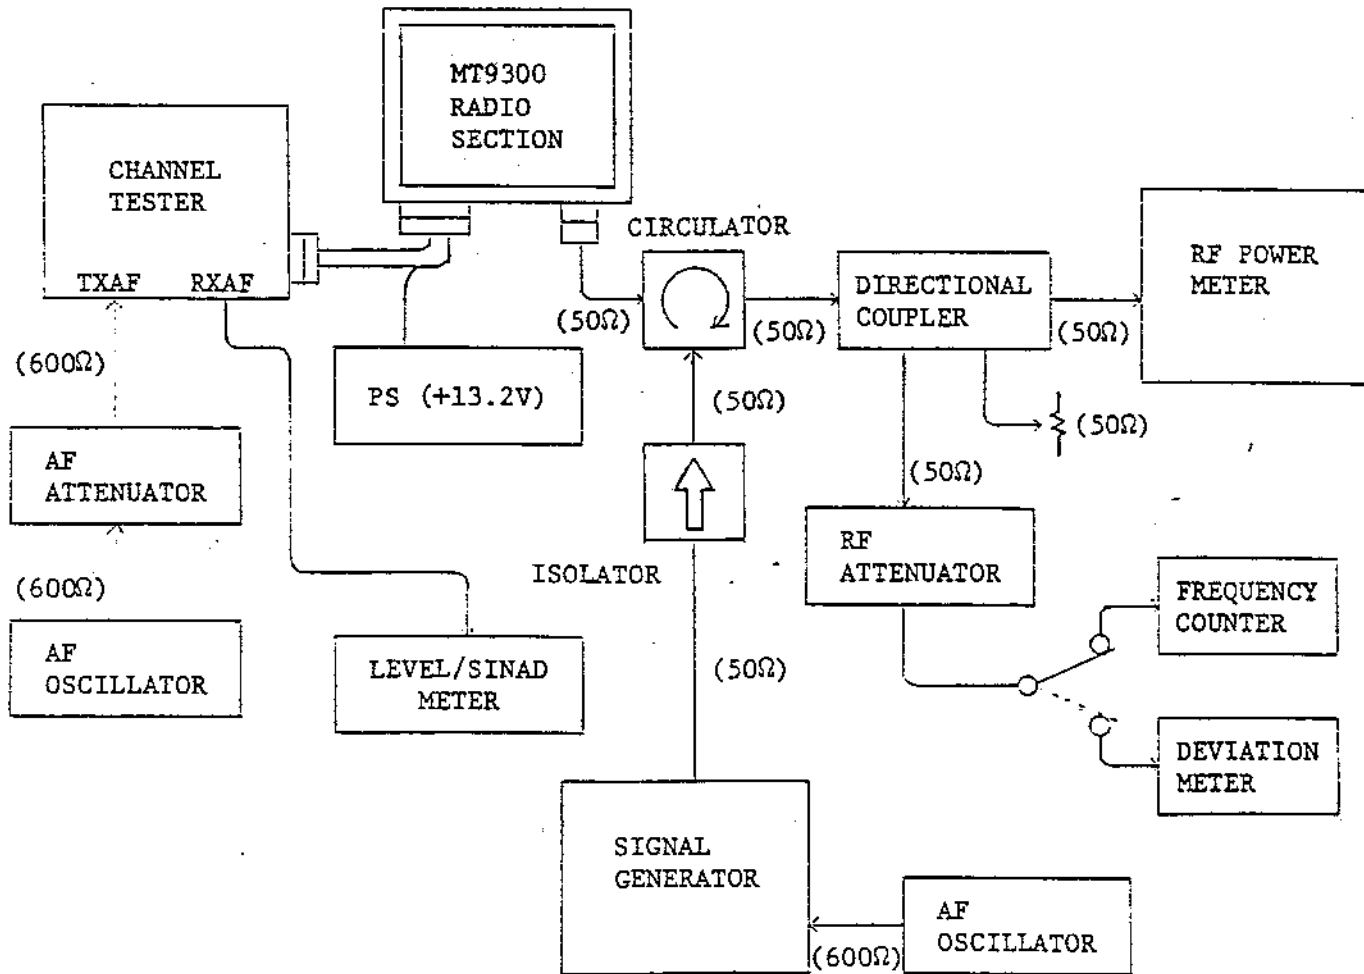 MT9300
RADIO
SECTION
CHANNEL
TESTER
TXAF RXAF
CIRCULATOR
RF POWER
METER
DIRECTIONAL
COUPLER
(50Ω)
(50Ω)
(50Ω)
(600Ω)
PS (+13.2V)
(50Ω)
(50Ω)
AF
ATTENUATOR
(50Ω)
RF
ATTENUATOR
ISOLATOR
(600Ω)
AF
OSCILLATOR
LEVEL/SINAD
METER
(50Ω)
FREQUENCY
COUNTER
DEVIATION
METER
SIGNAL
GENERATOR
AF
OSCILLATOR
(600Ω)